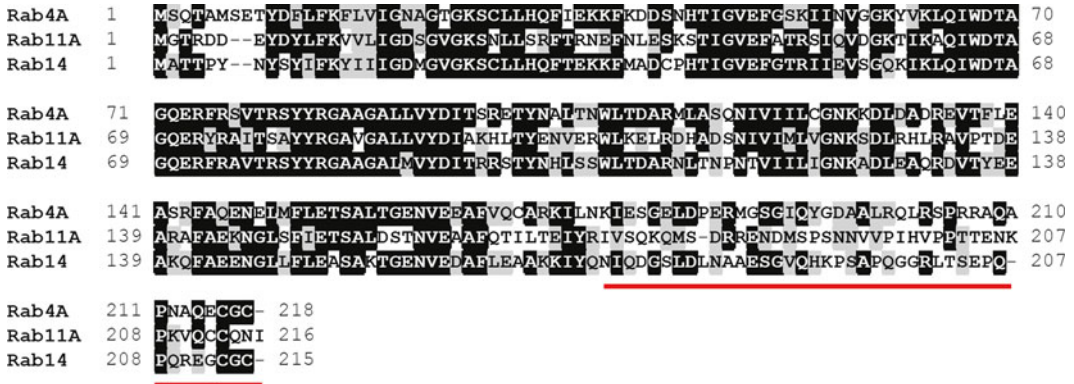 Rab4A 1 MSQTAMSETYDFLFKFLVIGNAGTGKSCLLHQFIEKKFKDDSNHTIGVEFGSKIINVGGKYVKLQIWDTA 70
Rab11A 1 MGTRDD--EYDYLFKVVLIGDSGVGKSNLLSRFTRNEFNLESKSTIGVEFATRSIQVDGKTIKAQIWDTA 68
Rab14 1 MATTPY--NYSYIFKYIIIGDMGVGKSCLLHQFTEKKFMADCPHTIGVEFGTRIIEVSGQKIKLQIWDTA 68
Rab4A 71 GQERFRSVTRSYYRGAAGALLVYDITSRETYNALTNWLTDARMLASQNIVIILCGNKKDLDADREVTFLE 140
Rab11A 69 GQERYRAITSAYYRGAVGALLVYDIAKHLTYENVERWLKELRDHADSNIVIMLVGNKSDLRHLRAVPTDE 138
Rab14 69 GQERFRAVTRSYYRGAAGALMVYDITRRSTYNHLSSWLTDARNLTNPNTVIILIGNKADLEAQRDVTYEE 138
Rab4A 141 ASRFAQENELMFLETSALTGENVEEAFVQCARKILNKIESGELDPERMGSGIQYGDAALRQLRSPRRAQA 210
Rab11A 139 ARAFAEKNGLSFIETSALDSTNVEAAFQTILTEIYRIVSQKQMS-DRRENDMSPSNNVVPIHVPPTTENK 207
Rab14 139 AKQFAEENGLLFLEASAKTGENVEDAFLEAAKKIYQNIQDGSLDLNAAESGVQHKPSAPQGGRLTSEPQ- 207
Rab4A 211 PNAQECGC- 218
Rab11A 208 PKVQCCQNI 216
Rab14 208 PQREGCGC- 215